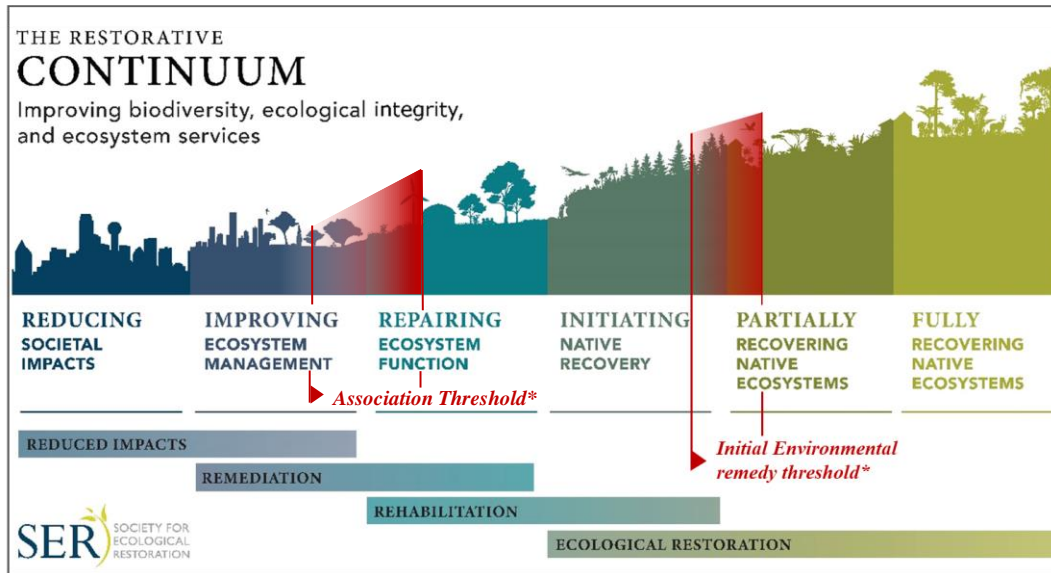 THE RESTORATIVE
CONTINUUM
Improving biodiversity, ecological integrity,
and ecosystem services
REDUCING
SOCIETAL
IMPACTS
IMPROVING
ECOSYSTEM
MANAGEMENT
REPAIRING
ECOSYSTEM
FUNCTION
INITIATING
NATIVE
RECOVERY
PARTIALLY
RECOVERING
NATIVE
ECOSYSTEMS
FULLY
RECOVERING
NATIVE
ECOSYSTEMS
Association Threshold*
Initial Environmental
remedy threshold*
REDUCED IMPACTS
REMEDIATION
REHABILITATION
ECOLOGICAL RESTORATION
SER
SOCIETY FOR
ECOLOGICAL
RESTORATION